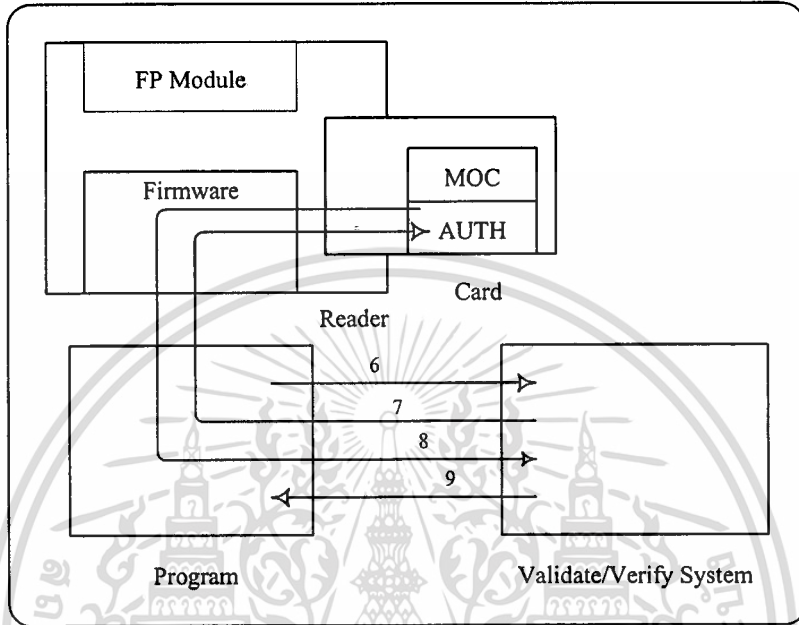 FP Module
Firmware
MOC
AUTH
Card
Reader
6
7
8
9
Program
Validate/Verify System